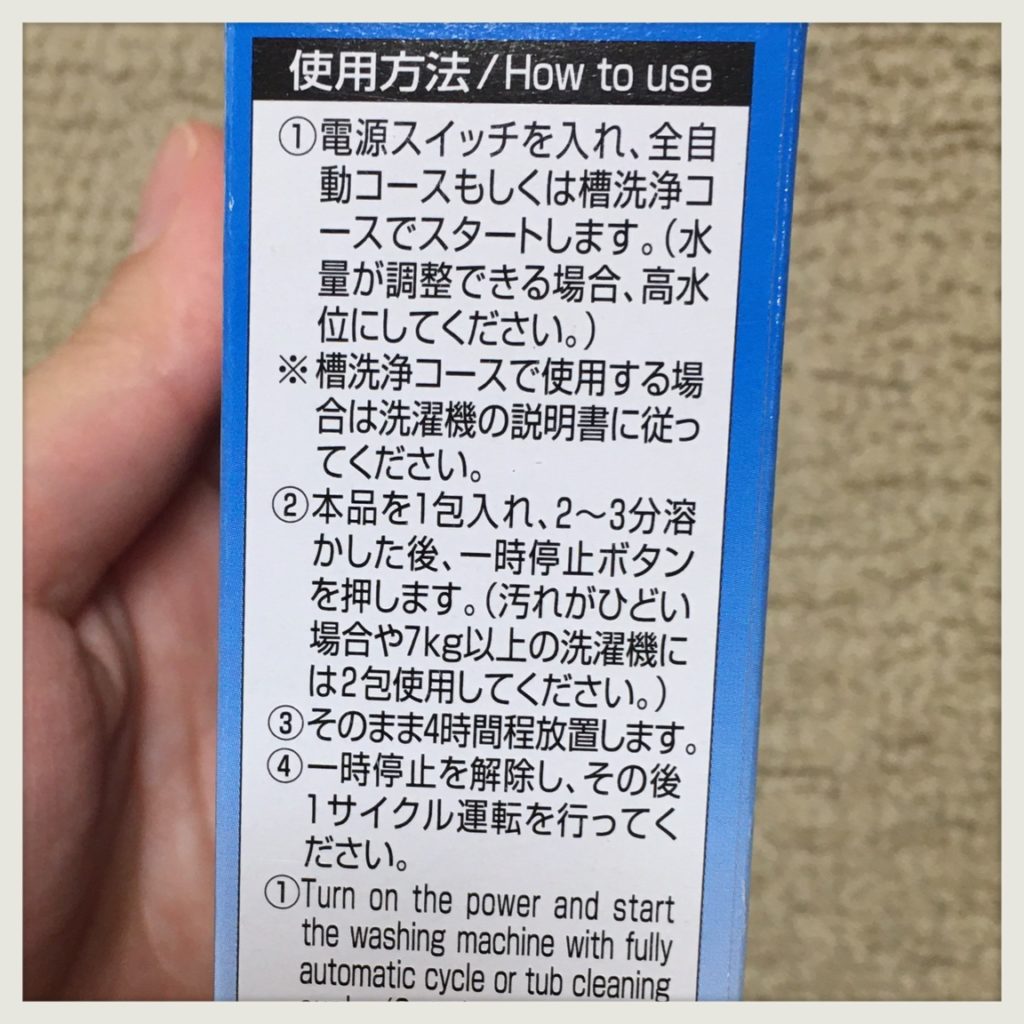 使用方法/How to use
①電源スイッチを入れ、全自
動コースもしくは槽洗浄コ
ースでスタートします。(水
量が調整できる場合、高水
位にしてください。)
※槽洗浄コースで使用する場
合は洗濯機の説明書に従っ
てください。
②本品を1包入れ、2〜3分溶
かした後、一時停止ボタン
を押します。(汚れがひどい
場合や7kg以上の洗濯機に
は2包使用してください。)
③そのまま4時間程放置します。
④一時停止を解除し、その後
1サイクル運転を行ってく
ださい。
①Turn on the power and start
the washing machine with fully
automatic cycle or tub cleaning